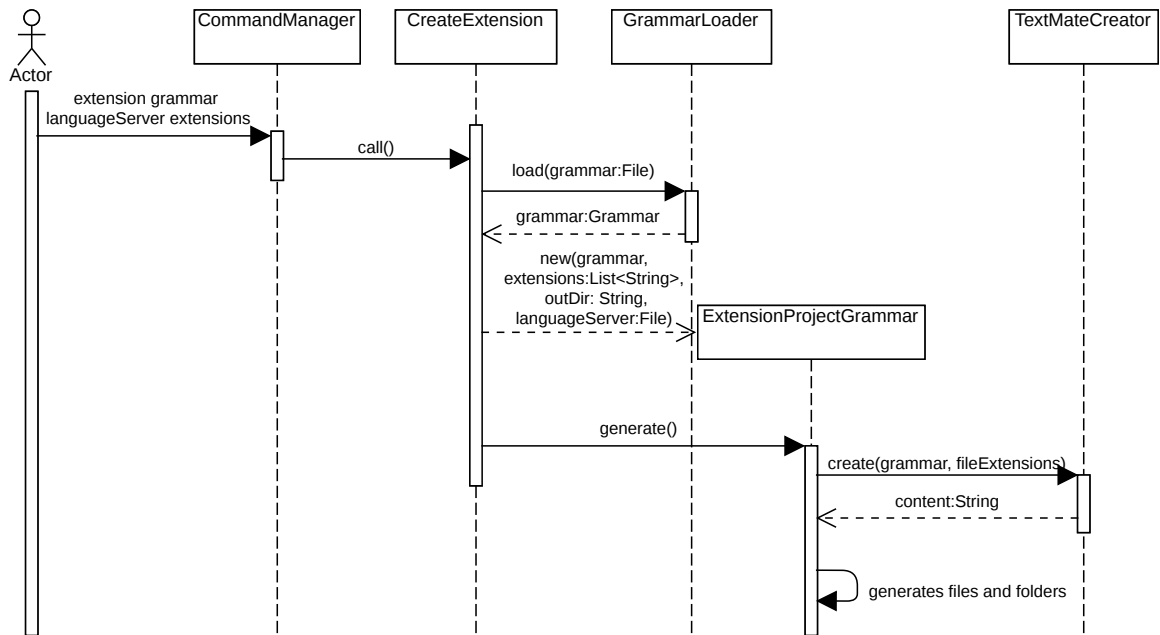 CommandManager
CreateExtension
GrammarLoader
TextMateCreator
Actor
extension grammar
languageServer extensions
call()
load(grammar:File)
grammar:Grammar
new(grammar,
extensions:List<String>,
outDir: String,
languageServer:File)
ExtensionProjectGrammar
generate()
create(grammar, fileExtensions)
content:String
generates files and folders